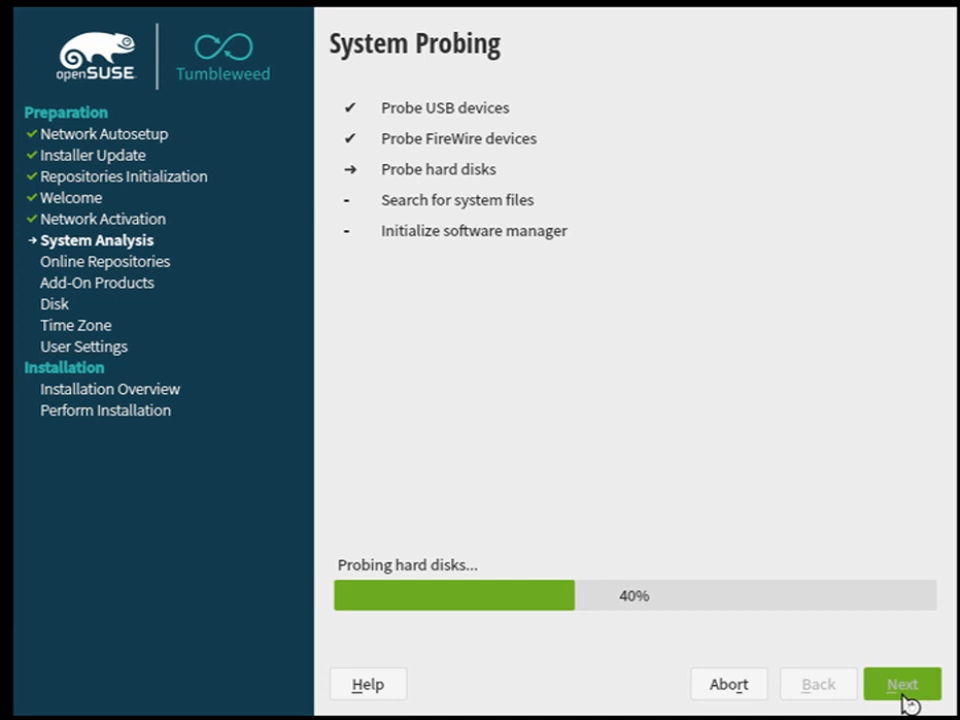 openSUSE
Tumbleweed
Preparation
Network Autosetup
Installer Update
Repositories Initialization
Welcome
Network Activation
System Analysis
Online Repositories
Add-On Products
Disk
Time Zone
User Settings
Installation
Installation Overview
Perform Installation
System Probing
Probe USB devices
Probe FireWire devices
Probe hard disks
- Search for system files
- Initialize software manager
Probing hard disks...
40%
Help
Abort
Back
Next